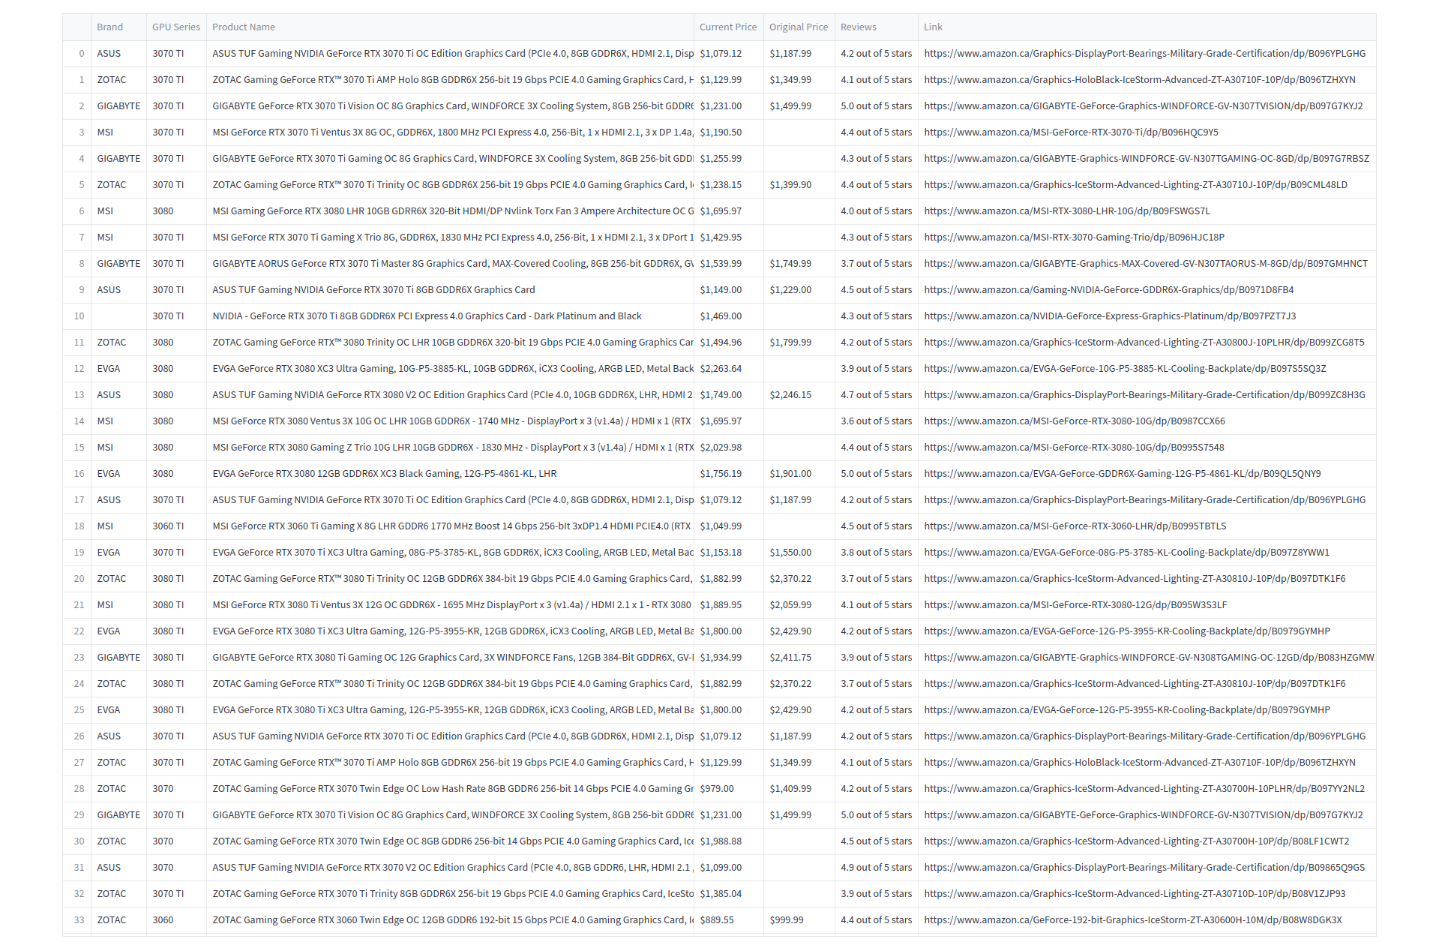 Brand GPU Series Product Name Current Price Original Price Reviews Link
0 ASUS 3070 TI ASUS TUF Gaming NVIDIA GeForce RTX 3070 Ti OC Edition Graphics Card (PCIe 4.0, 8GB GDDR6X, HDMI 2.1, Disp $1,079.12 $1,187.99 4.2 out of 5 stars https://www.amazon.ca/Graphics-DisplayPort-Bearings-Military-Grade-Certification/dp/B096YPLGHG
1 ZOTAC 3070 TI ZOTAC Gaming GeForce RTX™ 3070 Ti AMP Holo 8GB GDDR6X 256-bit 19 Gbps PCIE 4.0 Gaming Graphics Card, H $1,129.99 $1,349.99 4.1 out of 5 stars https://www.amazon.ca/Graphics-HoloBlack-IceStorm-Advanced-ZT-A30710F-10P/dp/B096TZHXYN
2 GIGABYTE 3070 TI GIGABYTE GeForce RTX 3070 Ti Vision OC 8G Graphics Card, WINDFORCE 3X Cooling System, 8GB 256-bit GDDR6 $1,231.00 $1,499.99 5.0 out of 5 stars https://www.amazon.ca/GIGABYTE-GeForce-Graphics-WINDFORCE-GV-N307TVISION/dp/B097G7KYJ2
3 MSI 3070 TI MSI GeForce RTX 3070 Ti Ventus 3X 8G OC, GDDR6X, 1800 MHz PCI Express 4.0, 256-Bit, 1 x HDMI 2.1, 3 x DP 1.4a, $1,190.50 4.4 out of 5 stars https://www.amazon.ca/MSI-GeForce-RTX-3070-Ti/dp/B096HQC9Y5
4 GIGABYTE 3070 TI GIGABYTE GeForce RTX 3070 Ti Gaming OC 8G Graphics Card, WINDFORCE 3X Cooling System, 8GB 256-bit GDD $1,255.99 4.3 out of 5 stars https://www.amazon.ca/GIGABYTE-Graphics-WINDFORCE-GV-N307TGAMING-OC-8GD/dp/B097G7RBSZ
5 ZOTAC 3070 TI ZOTAC Gaming GeForce RTX™ 3070 Ti Trinity OC 8GB GDDR6X 256-bit 19 Gbps PCIE 4.0 Gaming Graphics Card, I $1,238.15 $1,399.90 4.4 out of 5 stars https://www.amazon.ca/Graphics-IceStorm-Advanced-Lighting-ZT-A30710J-10P/dp/B09CML48LD
6 MSI 3080 MSI Gaming GeForce RTX 3080 LHR 10GB GDRR6X 320-Bit HDMI/DP Nvlink Torx Fan 3 Ampere Architecture OC G $1,695.97 4.0 out of 5 stars https://www.amazon.ca/MSI-RTX-3080-LHR-10G/dp/B09FSWGS7L
7 MSI 3070 TI MSI GeForce RTX 3070 Ti Gaming X Trio 8G, GDDR6X, 1830 MHz PCI Express 4.0, 256-Bit, 1 x HDMI 2.1, 3 x DPort 1 $1,429.95 4.3 out of 5 stars https://www.amazon.ca/MSI-RTX-3070-Gaming-Trio/dp/B096HJC18P
8 GIGABYTE 3070 TI GIGABYTE AORUS GeForce RTX 3070 Ti Master 8G Graphics Card, MAX-Covered Cooling, 8GB 256-bit GDDR6X, GV $1,539.99 $1,749.99 3.7 out of 5 stars https://www.amazon.ca/GIGABYTE-Graphics-MAX-Covered-GV-N307TAORUS-M-8GD/dp/B097GMHNCT
9 ASUS 3070 TI ASUS TUF Gaming NVIDIA GeForce RTX 3070 Ti 8GB GDDR6X Graphics Card $1,149.00 $1,229.00 4.5 out of 5 stars https://www.amazon.ca/Gaming-NVIDIA-GeForce-GDDR6X-Graphics/dp/B0971D8FB4
10 3070 TI NVIDIA - GeForce RTX 3070 Ti 8GB GDDR6X PCI Express 4.0 Graphics Card - Dark Platinum and Black $1,469.00 4.3 out of 5 stars https://www.amazon.ca/NVIDIA-GeForce-Express-Graphics-Platinum/dp/B097PZT7J3
11 ZOTAC 3080 ZOTAC Gaming GeForce RTX™ 3080 Trinity OC LHR 10GB GDDR6X 320-bit 19 Gbps PCIE 4.0 Gaming Graphics Car $1,494.96 $1,799.99 4.2 out of 5 stars https://www.amazon.ca/Graphics-IceStorm-Advanced-Lighting-ZT-A30800J-10PLHR/dp/B099ZCG8T5
12 EVGA 3080 EVGA GeForce RTX 3080 XC3 Ultra Gaming, 10G-P5-3885-KL, 10GB GDDR6X, iCX3 Cooling, ARGB LED, Metal Back $2,263.64 3.9 out of 5 stars https://www.amazon.ca/EVGA-GeForce-10G-P5-3885-KL-Cooling-Backplate/dp/B097S5SQ3Z
13 ASUS 3080 ASUS TUF Gaming NVIDIA GeForce RTX 3080 V2 OC Edition Graphics Card (PCIe 4.0, 10GB GDDR6X, LHR, HDMI 2 $1,749.00 $2,246.15 4.7 out of 5 stars https://www.amazon.ca/Graphics-DisplayPort-Bearings-Military-Grade-Certification/dp/B099ZC8H3G
14 MSI 3080 MSI GeForce RTX 3080 Ventus 3X 10G OC LHR 10GB GDDR6X - 1740 MHz - DisplayPort x 3 (v1.4a) / HDMI x 1 (RTX $1,695.97 3.6 out of 5 stars https://www.amazon.ca/MSI-GeForce-RTX-3080-10G/dp/B0987CCX66
15 MSI 3080 MSI GeForce RTX 3080 Gaming Z Trio 10G LHR 10GB GDDR6X - 1830 MHz - DisplayPort x 3 (v1.4a) / HDMI x 1 (RTX $2,029.98 4.4 out of 5 stars https://www.amazon.ca/MSI-GeForce-RTX-3080-10G/dp/B0995S7548
16 EVGA 3080 EVGA GeForce RTX 3080 12GB GDDR6X XC3 Black Gaming, 12G-P5-4861-KL, LHR $1,756.19 $1,901.00 5.0 out of 5 stars https://www.amazon.ca/EVGA-GeForce-GDDR6X-Gaming-12G-P5-4861-KL/dp/B09QL5QNY9
17 ASUS 3070 TI ASUS TUF Gaming NVIDIA GeForce RTX 3070 Ti OC Edition Graphics Card (PCIe 4.0, 8GB GDDR6X, HDMI 2.1, Disp $1,079.12 $1,187.99 4.2 out of 5 stars https://www.amazon.ca/Graphics-DisplayPort-Bearings-Military-Grade-Certification/dp/B096YPLGHG
18 MSI 3060 TI MSI GeForce RTX 3060 Ti Gaming X 8G LHR GDDR6 1770 MHz Boost 14 Gbps 256-bIt 3xDP1.4 HDMI PCIE4.0 (RTX $1,049.99 4.5 out of 5 stars https://www.amazon.ca/MSI-GeForce-RTX-3060-LHR/dp/B0995TBTLS
19 EVGA 3070 TI EVGA GeForce RTX 3070 Ti XC3 Ultra Gaming, 08G-P5-3785-KL, 8GB GDDR6X, iCX3 Cooling, ARGB LED, Metal Bac $1,153.18 $1,550.00 3.8 out of 5 stars https://www.amazon.ca/EVGA-GeForce-08G-P5-3785-KL-Cooling-Backplate/dp/B097Z8YWW1
20 ZOTAC 3080 TI ZOTAC Gaming GeForce RTX™ 3080 Ti Trinity OC 12GB GDDR6X 384-bit 19 Gbps PCIE 4.0 Gaming Graphics Card, $1,882.99 $2,370.22 3.7 out of 5 stars https://www.amazon.ca/Graphics-IceStorm-Advanced-Lighting-ZT-A30810J-10P/dp/B097DTK1F6
21 MSI 3080 TI MSI GeForce RTX 3080 Ti Ventus 3X 12G OC GDDR6X - 1695 MHz DisplayPort x 3 (v1.4a) / HDMI 2.1 x 1 - RTX 3080 $1,889.95 $2,059.99 4.1 out of 5 stars https://www.amazon.ca/MSI-GeForce-RTX-3080-12G/dp/B095W3S3LF
22 EVGA 3080 TI EVGA GeForce RTX 3080 Ti XC3 Ultra Gaming, 12G-P5-3955-KR, 12GB GDDR6X, iCX3 Cooling, ARGB LED, Metal Ba $1,800.00 $2,429.90 4.2 out of 5 stars https://www.amazon.ca/EVGA-GeForce-12G-P5-3955-KR-Cooling-Backplate/dp/B0979GYMHP
23 GIGABYTE 3080 TI GIGABYTE GeForce RTX 3080 Ti Gaming OC 12G Graphics Card, 3X WINDFORCE Fans, 12GB 384-Bit GDDR6X, GV- $1,934.99 $2,411.75 3.9 out of 5 stars https://www.amazon.ca/GIGABYTE-Graphics-WINDFORCE-GV-N308TGAMING-OC-12GD/dp/B083HZGMW
24 ZOTAC 3080 TI ZOTAC Gaming GeForce RTX™ 3080 Ti Trinity OC 12GB GDDR6X 384-bit 19 Gbps PCIE 4.0 Gaming Graphics Card, $1,882.99 $2,370.22 3.7 out of 5 stars https://www.amazon.ca/Graphics-IceStorm-Advanced-Lighting-ZT-A30810J-10P/dp/B097DTK1F6
25 EVGA 3080 TI EVGA GeForce RTX 3080 Ti XC3 Ultra Gaming, 12G-P5-3955-KR, 12GB GDDR6X, iCX3 Cooling, ARGB LED, Metal Ba $1,800.00 $2,429.90 4.2 out of 5 stars https://www.amazon.ca/EVGA-GeForce-12G-P5-3955-KR-Cooling-Backplate/dp/B0979GYMHP
26 ASUS 3070 TI ASUS TUF Gaming NVIDIA GeForce RTX 3070 Ti OC Edition Graphics Card (PCIe 4.0, 8GB GDDR6X, HDMI 2.1, Disp $1,079.12 $1,187.99 4.2 out of 5 stars https://www.amazon.ca/Graphics-DisplayPort-Bearings-Military-Grade-Certification/dp/B096YPLGHG
27 ZOTAC 3070 TI ZOTAC Gaming GeForce RTX™ 3070 Ti AMP Holo 8GB GDDR6X 256-bit 19 Gbps PCIE 4.0 Gaming Graphics Card, H $1,129.99 $1,349.99 4.1 out of 5 stars https://www.amazon.ca/Graphics-HoloBlack-IceStorm-Advanced-ZT-A30710F-10P/dp/B096TZHXYN
28 ZOTAC 3070 ZOTAC Gaming GeForce RTX 3070 Twin Edge OC Low Hash Rate 8GB GDDR6 256-bit 14 Gbps PCIE 4.0 Gaming Gr $979.00 $1,409.99 4.2 out of 5 stars https://www.amazon.ca/Graphics-IceStorm-Advanced-Lighting-ZT-A30700H-10PLHR/dp/B097YY2NL2
29 GIGABYTE 3070 TI GIGABYTE GeForce RTX 3070 Ti Vision OC 8G Graphics Card, WINDFORCE 3X Cooling System, 8GB 256-bit GDDR6 $1,231.00 $1,499.99 5.0 out of 5 stars https://www.amazon.ca/GIGABYTE-GeForce-Graphics-WINDFORCE-GV-N307TVISION/dp/B097G7KYJ2
30 ZOTAC 3070 ZOTAC Gaming GeForce RTX 3070 Twin Edge OC 8GB GDDR6 256-bit 14 Gbps PCIE 4.0 Gaming Graphics Card, Ice $1,988.88 4.5 out of 5 stars https://www.amazon.ca/Graphics-IceStorm-Advanced-Lighting-ZT-A30700H-10P/dp/B08LF1CWT2
31 ASUS 3070 ASUS TUF Gaming NVIDIA GeForce RTX 3070 V2 OC Edition Graphics Card (PCIe 4.0, 8GB GDDR6, LHR, HDMI 2.1 , $1,099.00 4.9 out of 5 stars https://www.amazon.ca/Graphics-DisplayPort-Bearings-Military-Grade-Certification/dp/B09865Q9GS
32 ZOTAC 3070 TI ZOTAC Gaming GeForce RTX 3070 Ti Trinity 8GB GDDR6X 256-bit 19 Gbps PCIE 4.0 Gaming Graphics Card, IceSto $1,385.04 3.9 out of 5 stars https://www.amazon.ca/Graphics-IceStorm-Advanced-Lighting-ZT-A30710D-10P/dp/B08V1ZJP93
33 ZOTAC 3060 ZOTAC Gaming GeForce RTX 3060 Twin Edge OC 12GB GDDR6 192-bit 15 Gbps PCIE 4.0 Gaming Graphics Card, I $889.55 $999.99 4.4 out of 5 stars https://www.amazon.ca/GeForce-192-bit-Graphics-IceStorm-ZT-A30600H-10M/dp/B08W8DGK3X